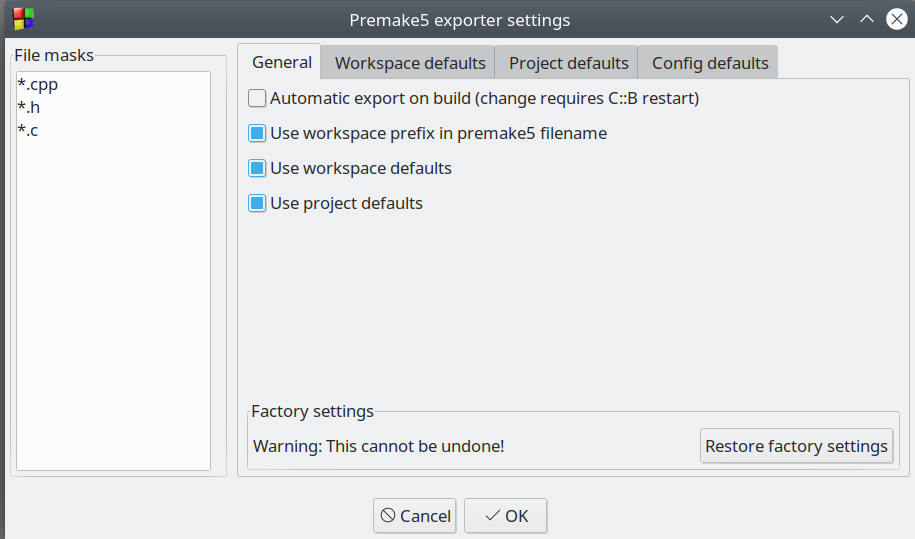 Premake5 exporter settings
File masks
*.cpp
*.h
*.c
General
Workspace defaults
Project defaults
Config defaults
Automatic export on build (change requires C::B restart)
Use workspace prefix in premake5 filename
Use workspace defaults
Use project defaults
Factory settings
Warning: This cannot be undone!
Restore factory settings
Cancel
OK